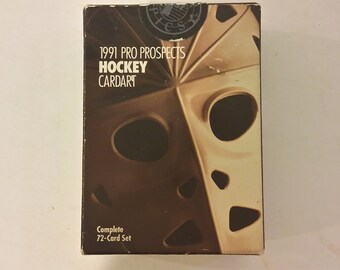 1991 PRO PROSPECTS
HOCKEY
CARDART
Complete
72-Card Set